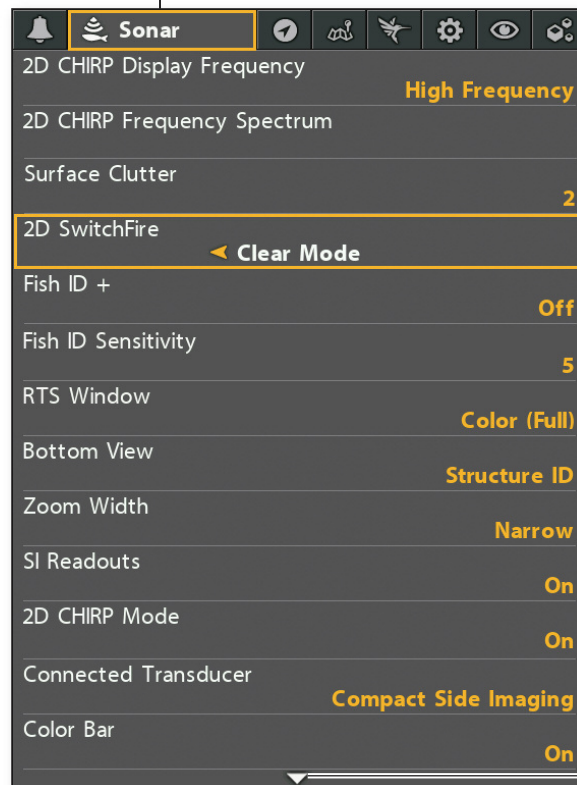 Sonar
2D CHIRP Display Frequency
High Frequency
2D CHIRP Frequency Spectrum
Surface Clutter
2
2D SwitchFire
Clear Mode
Fish ID +
Off
Fish ID Sensitivity
5
RTS Window
Color (Full)
Bottom View
Structure ID
Zoom Width
Narrow
SI Readouts
On
2D CHIRP Mode
On
Connected Transducer
Compact Side Imaging
Color Bar
On